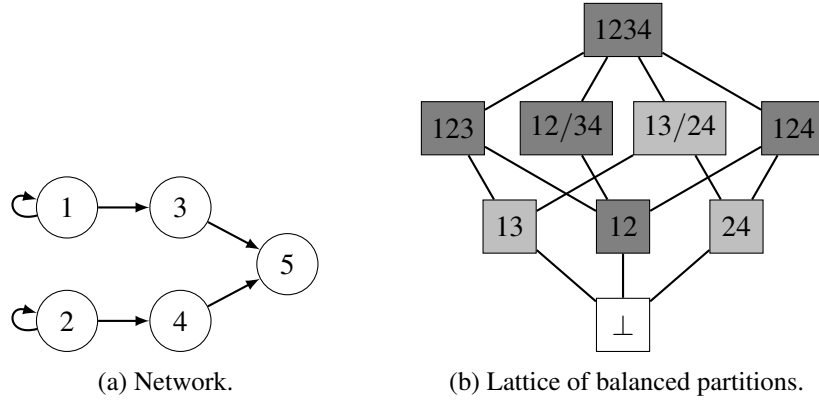 1234
123 12/34 13/24 124
1 3
13 12 24
5
2 4
⊥
(a) Network.
(b) Lattice of balanced partitions.